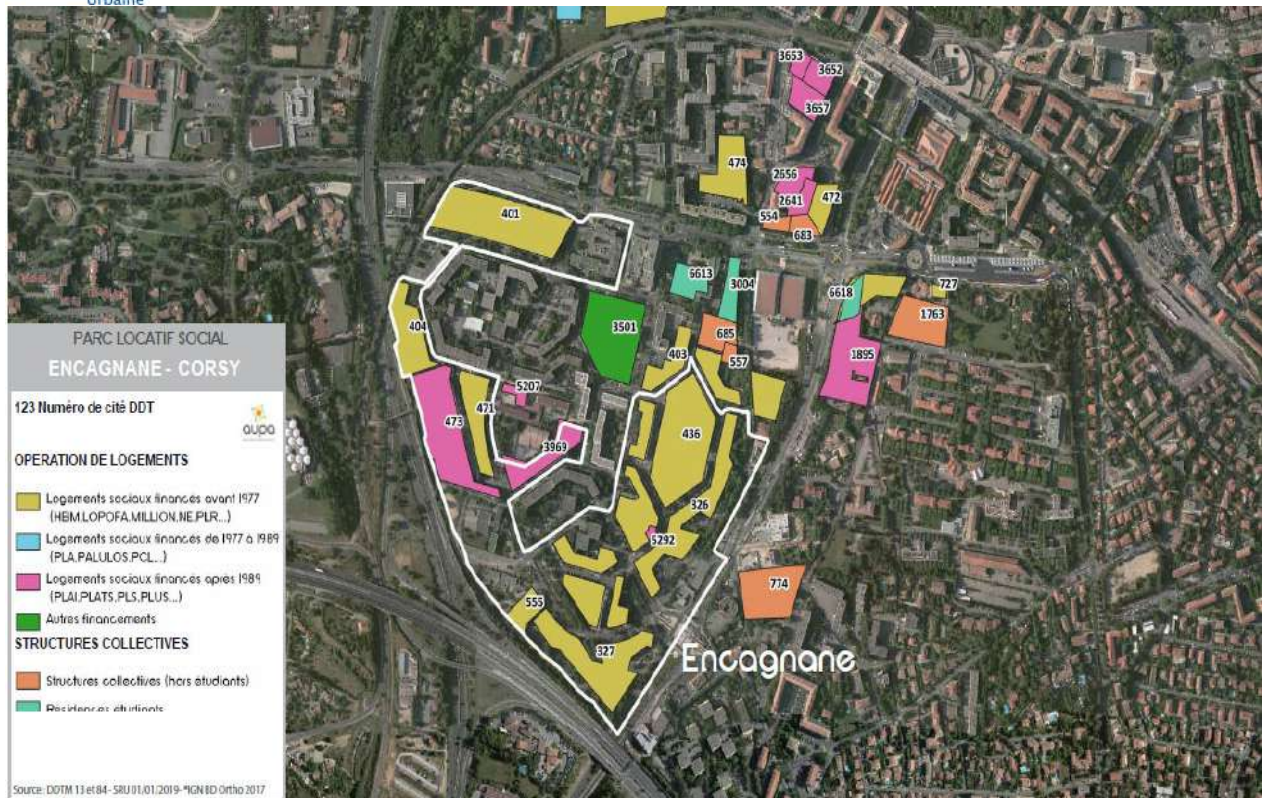 Urbaine
PARC LOCATIF SOCIAL
ENCAGNANE - CORSY
123 Numéro de cité DDT
aupa
OPERATION DE LOGEMENTS
Logements sociaux financés avant 1977
(HBM,LOPOFA,MILLION,NE,PLR...)
Logements sociaux financés de 1977 à 1989
(PLA,PALULOS,PCL...)
Logements sociaux financés après 1989
(PLAI,PLATS,PLS,PLUS...)
Autres financements
STRUCTURES COLLECTIVES
Structures collectives (hors étudiants)
Résidences étudiants
Source: DDTM 13 et 84 - SRU 01/01/2019- *IGN BD Ortho 2017
3653
3652
3657
474
2656
2641
472
554
683
401
6613
3004
6618
727
1763
404
3501
685
403
557
1895
5207
471
473
3969
436
326
5292
774
555
327
Encagnane